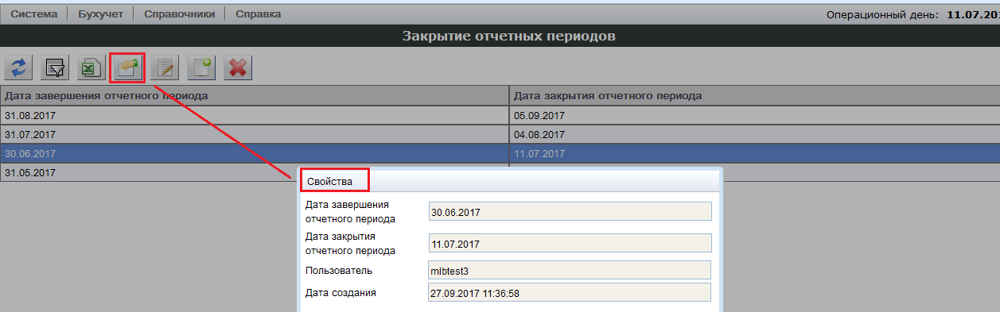 Система Бухучет Справочники Справка Операционный день: 11.07.201
Закрытие отчетных периодов
Дата завершения отчетного периода Дата закрытия отчетного периода
31.08.2017 05.09.2017
31.07.2017 04.08.2017
30.06.2017 11.07.2017
31.05.2017
Свойства
Дата завершения
отчетного периода
30.06.2017
Дата закрытия
отчетного периода
11.07.2017
Пользователь mlbtest3
Дата создания 27.09.2017 11:36:58